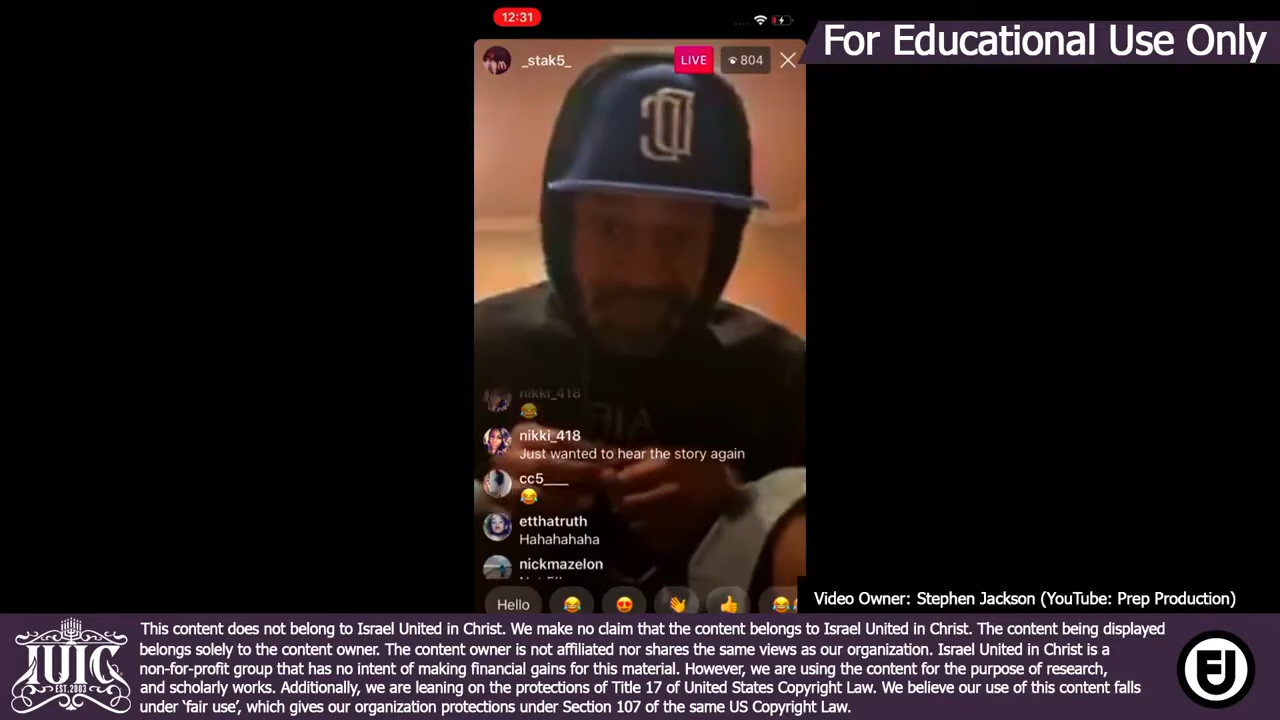 12:31
For Educational Use Only
_stak5_
LIVE
804
nikki_418
nikki_418
Just wanted to hear the story again
cc5____
etthatruth
Hahahahaha
nickmazelon
Hello
Video Owner: Stephen Jackson (YouTube: Prep Production)
This content does not belong to Israel United in Christ. We make no claim that the content belongs to Israel United in Christ. The content being displayed
belongs solely to the content owner. The content owner is not affiliated nor shares the same views as our organization. Israel United in Christ is a
non-for-profit group that has no intent of making financial gains for this material. However, we are using the content for the purpose of research,
and scholarly works. Additionally, we are leaning on the protections of Title 17 of United States Copyright Law. We believe our use of this content falls
under 'fair use', which gives our organization protections under Section 107 of the same US Copyright Law.
IUIC
EST. 2003